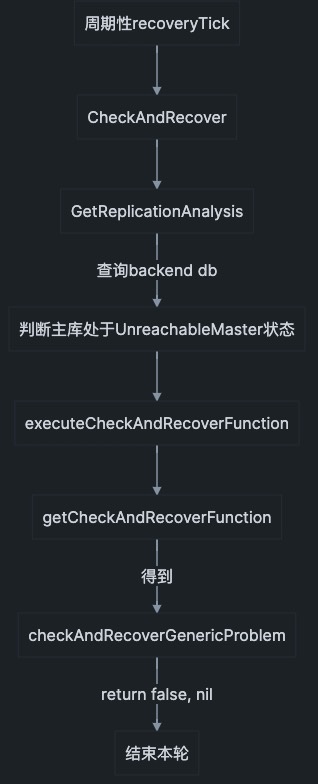 周期性recoveryTick
CheckAndRecover
GetReplicationAnalysis
查询backend db
判断主库处于UnreachableMaster状态
executeCheckAndRecoverFunction
getCheckAndRecoverFunction
得到
checkAndRecoverGenericProblem
return false, nil
结束本轮